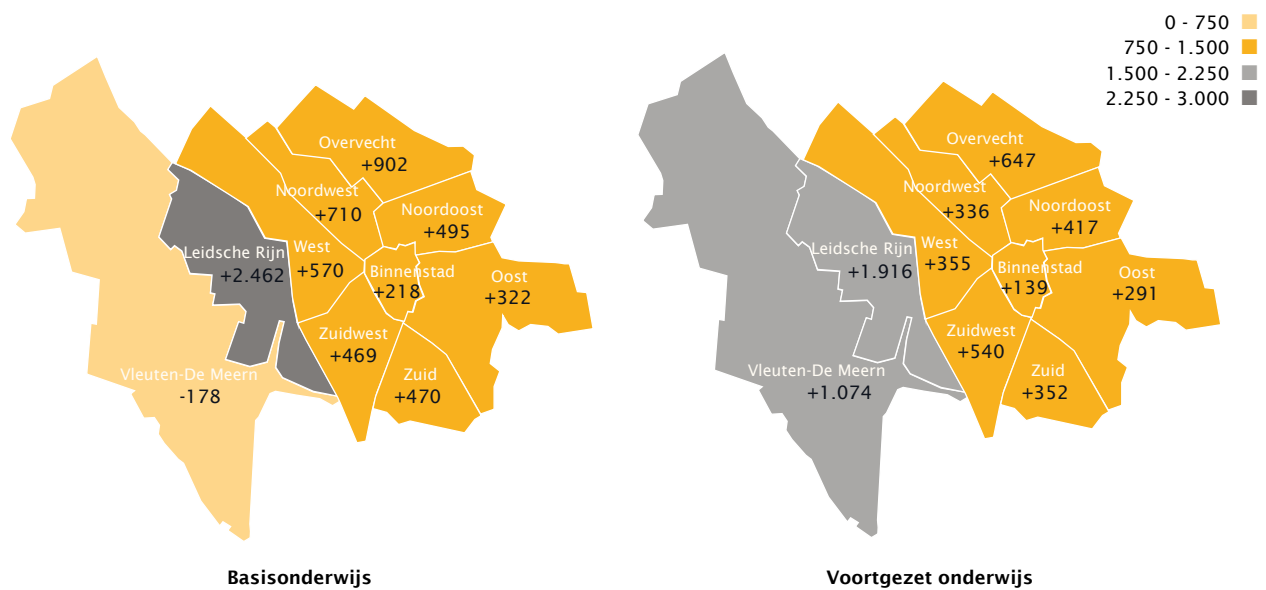 0 - 750
750 - 1.500
1.500 - 2.250
2.250 - 3.000
Overvecht
+902
Noordwest
+710
Noordoost
+495
Leidsche Rijn
+2.462
West
+570
Binnenstad
+218
Oost
+322
Zuidwest
+469
Vleuten-De Meern
-178
Zuid
+470
Basisonderwijs
Overvecht
+647
Noordwest
+336
Noordoost
+417
Leidsche Rijn
+1.916
West
+355
Binnenstad
+139
Oost
+291
Zuidwest
+540
Vleuten-De Meern
+1.074
Zuid
+352
Voortgezet onderwijs